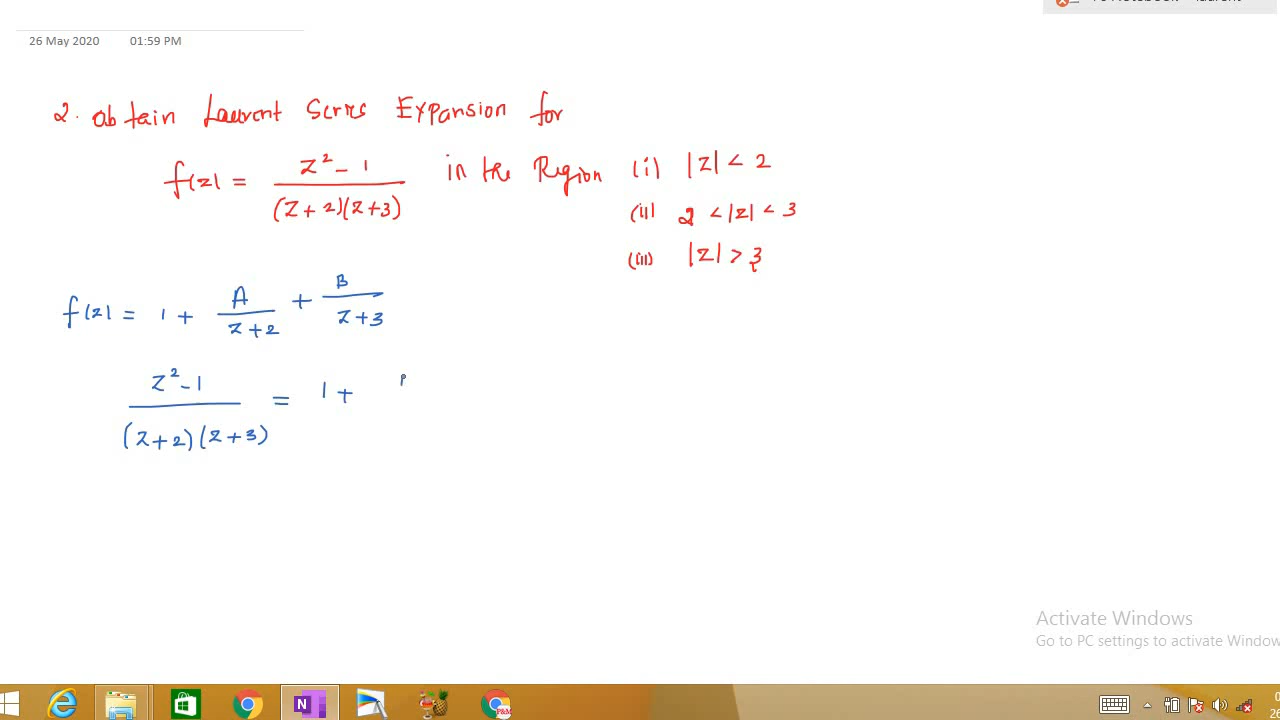 26 May 2020 01:59 PM
2. obtain Laurent Series Expansion for
f(z) = z² - 1 / (z+2)(z+3) in the Region (i) |z| < 2
(ii) 2 < |z| < 3
(iii) |z| > 3
f(z) = 1 + A / z+2 + B / z+3
z² - 1 / (z+2)(z+3) = 1 +
Activate Windows
Go to PC settings to activate Window
N
P&M